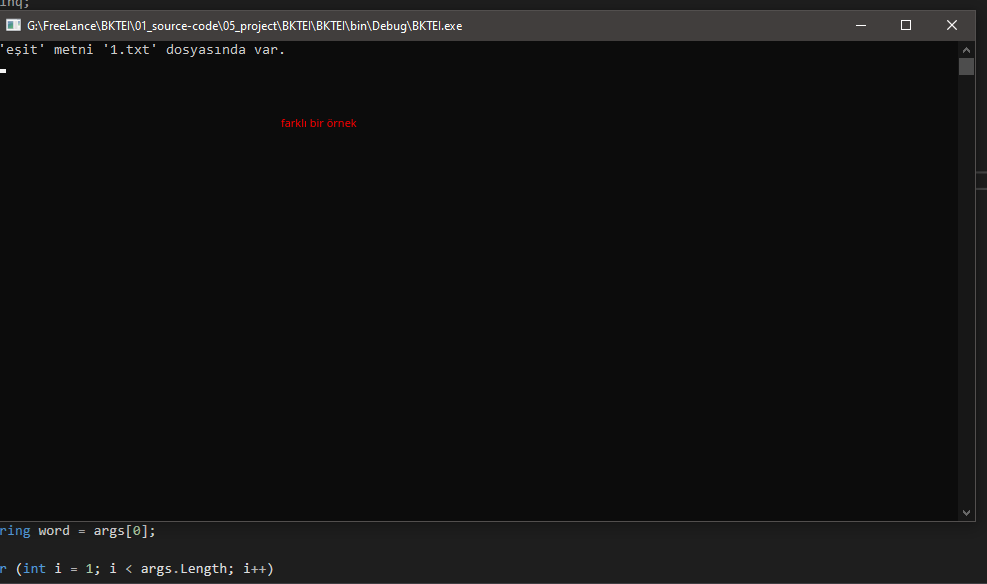 inq;
G:\FreeLance\BKTEI\01_source-code\05_project\BKTEI\BKTEI\bin\Debug\BKTEI.exe
'eşit' metni '1.txt' dosyasında var.
farklı bir örnek
ring word = args[0];
r (int i = 1; i < args.Length; i++)